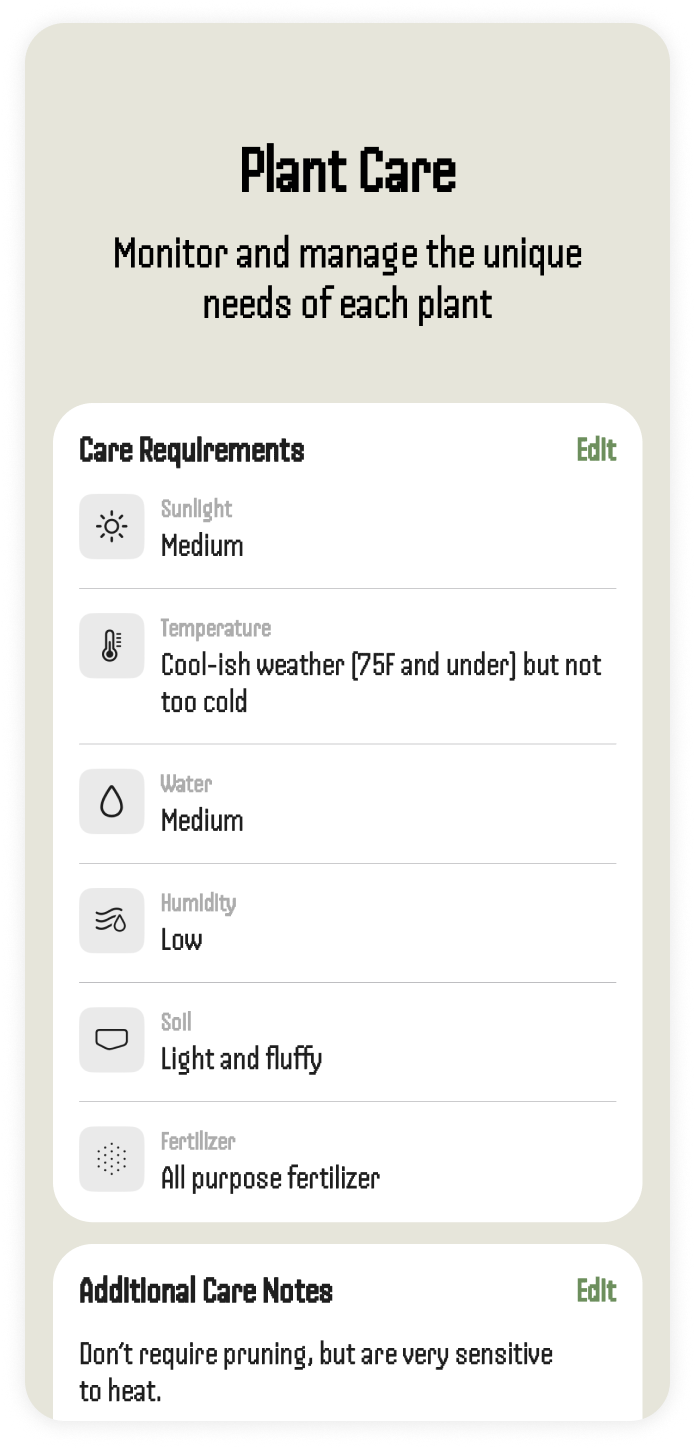 Plant Care
Monitor and manage the unique
needs of each plant
Care Requirements
Edit
Sunlight
Medium
Temperature
Cool-ish weather (75F and under) but not
too cold
Water
Medium
Humidity
Low
Soil
Light and fluffy
Fertilizer
All purpose fertilizer
Additional Care Notes
Edit
Don't require pruning, but are very sensitive
to heat.